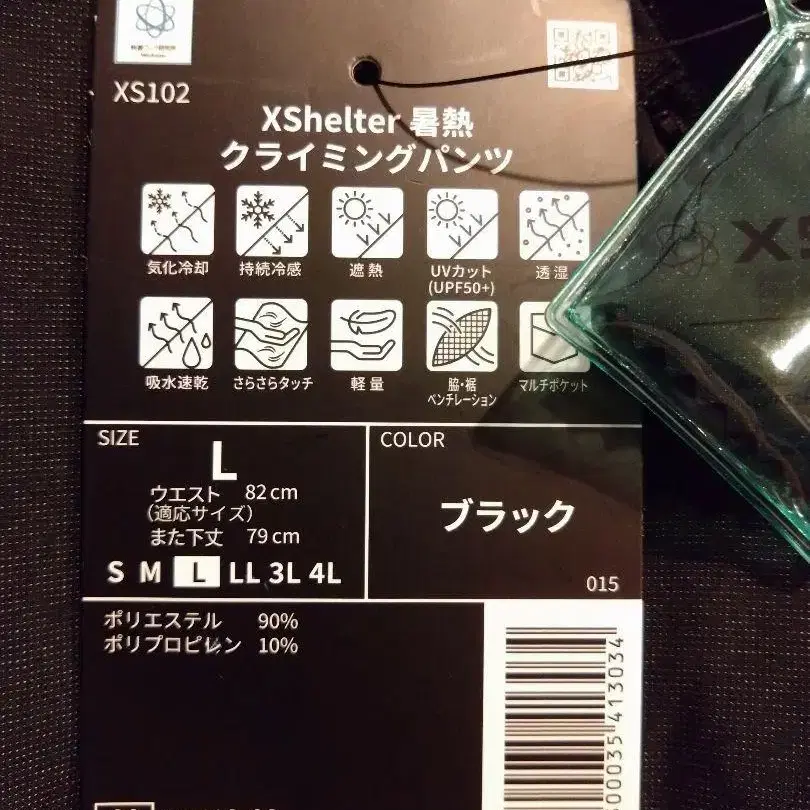 XS102
XShelter 暑熱
クライミングパンツ
気化冷却
持続冷感
遮熱
UVカット
(UPF50+)
透湿
吸水速乾
さらさらタッチ
軽量
脇・裾
ベンチレーション
マルチポケット
SIZE
L
ウエスト 82cm
(適応サイズ)
また下丈 79cm
S M L LL 3L 4L
COLOR
ブラック
015
ポリエステル 90%
ポリプロピレン 10%
00035 413034